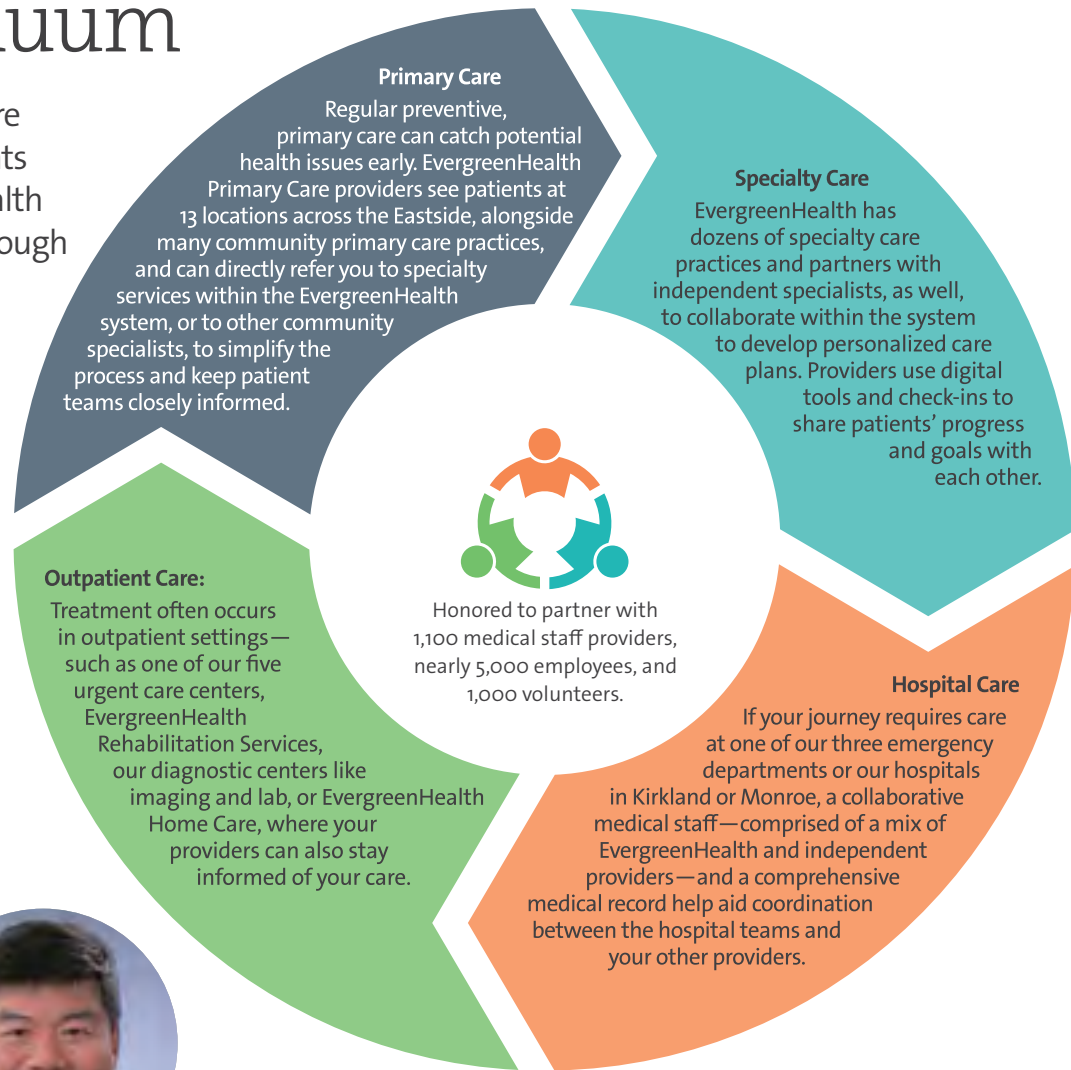 uum
re
ts
lth
ough
Primary Care
Regular preventive,
primary care can catch potential
health issues early. EvergreenHealth
Primary Care providers see patients at
13 locations across the Eastside, alongside
many community primary care practices,
and can directly refer you to specialty
services within the EvergreenHealth
system, or to other community
specialists, to simplify the
process and keep patient
teams closely informed.
Specialty Care
EvergreenHealth has
dozens of specialty care
practices and partners with
independent specialists, as well,
to collaborate within the system
to develop personalized care
plans. Providers use digital
tools and check-ins to
share patients’ progress
and goals with
each other.
Honored to partner with
1,100 medical staff providers,
nearly 5,000 employees, and
1,000 volunteers.
Outpatient Care:
Treatment often occurs
in outpatient settings—
such as one of our five
urgent care centers,
EvergreenHealth
Rehabilitation Services,
our diagnostic centers like
imaging and lab, or EvergreenHealth
Home Care, where your
providers can also stay
informed of your care.
Hospital Care
If your journey requires care
at one of our three emergency
departments or our hospitals
in Kirkland or Monroe, a collaborative
medical staff—comprised of a mix of
EvergreenHealth and independent
providers—and a comprehensive
medical record help aid coordination
between the hospital teams and
your other providers.